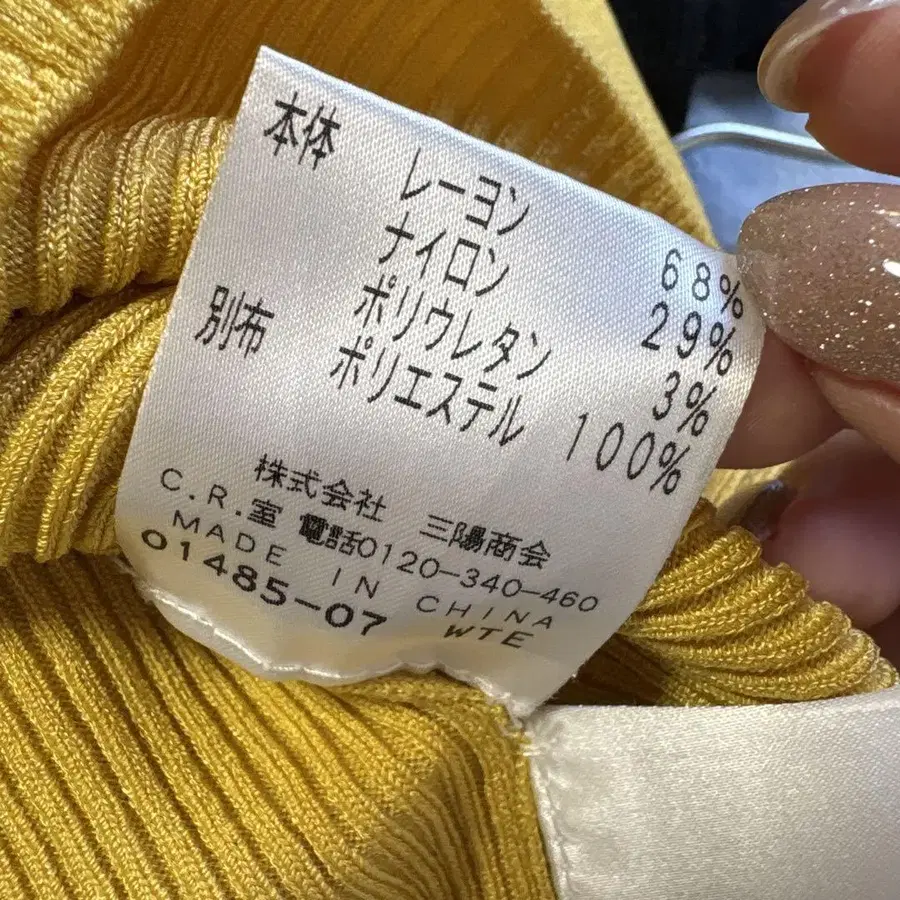 本体 レーヨン 68%
ナイロン 29%
ポリウレタン 3%
別布 ポリエステル 100%
株式会社 三陽商会
C.R.室 電話0120-340-460
MADE IN CHINA
01485-07 WTE